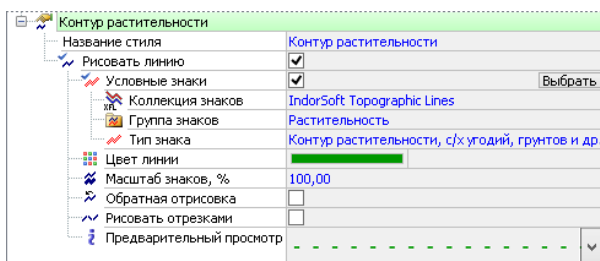 Контур растительности
Название стиля Контур растительности
Рисовать линию
Условные знаки Выбрать
XFL Коллекция знаков IndorSoft Topographic Lines
Группа знаков Растительность
Тип знака Контур растительности, с/х угодий, грунтов и др.
Цвет линии
Масштаб знаков, % 100,00
Обратная отрисовка
Рисовать отрезками
Предварительный просмотр